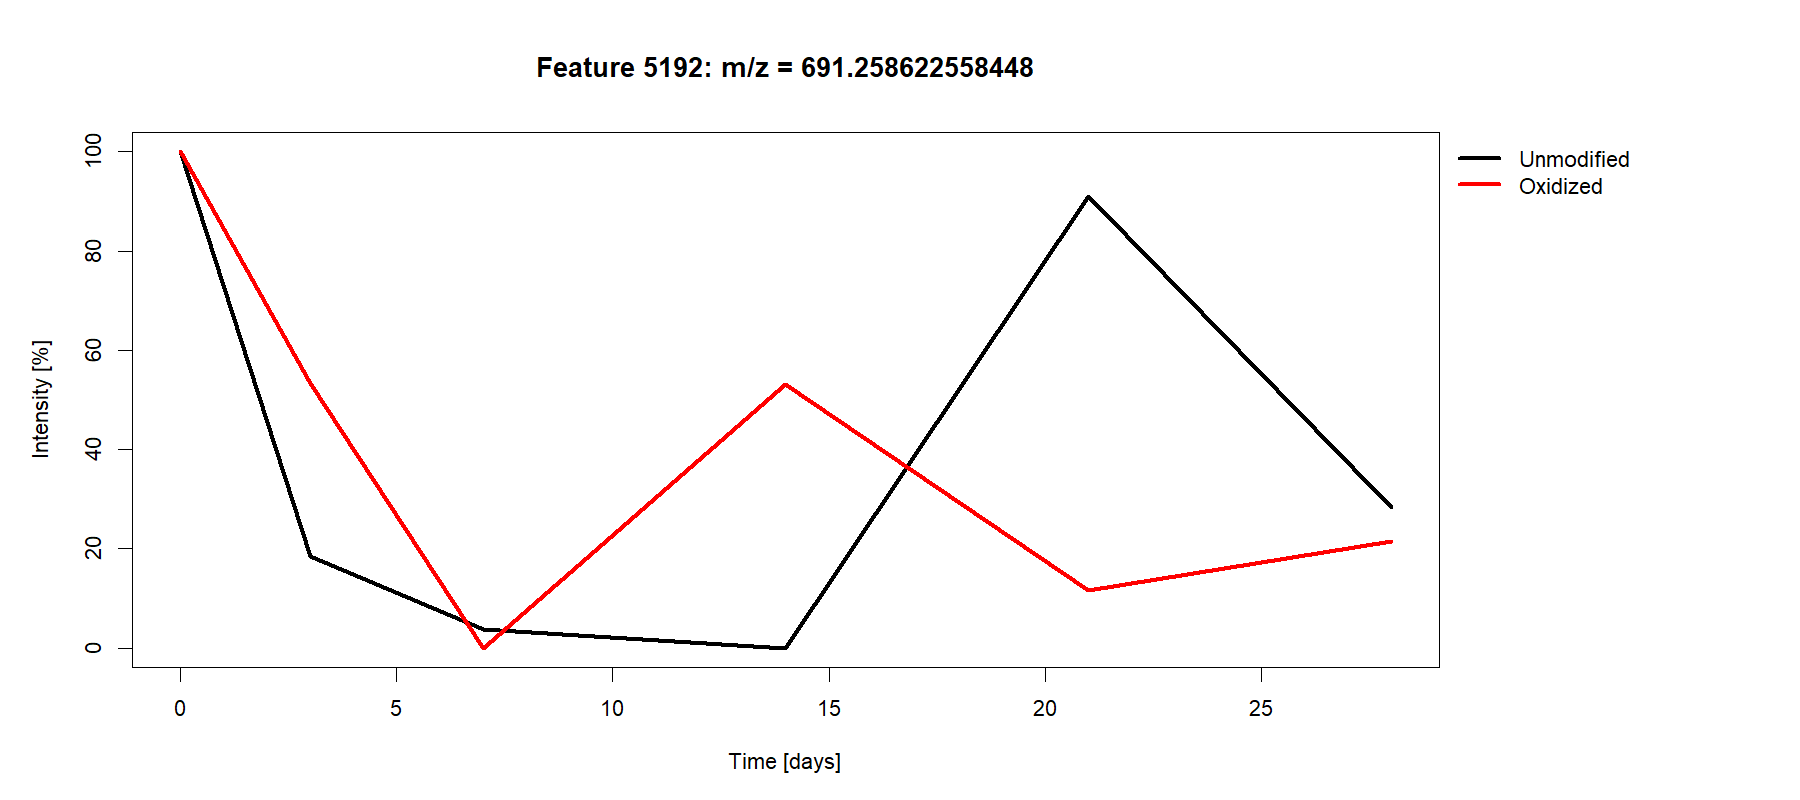 Feature 5192: m/z = 691.258622558448
Unmodified
Oxidized
Intensity [%]
100
80
60
40
20
0
0 5 10 15 20 25
Time [days]